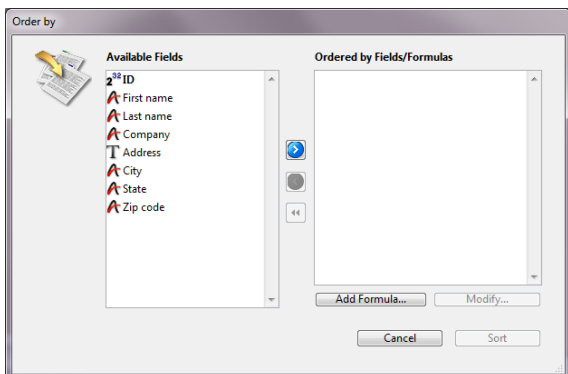 Order by
Available Fields
Ordered by Fields/Formulas
2³² ID
First name
Last name
Company
T Address
City
State
Zip code
Add Formula...
Modify...
Cancel
Sort